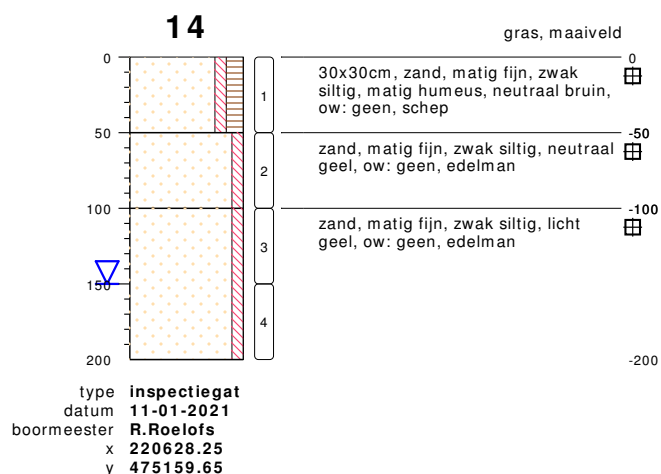 14
gras, maaiveld
0
0
30x30cm, zand, matig fijn, zwak
siltig, matig humeus, neutraal bruin,
ow: geen, schep
1
50
-50
zand, matig fijn, zwak siltig, neutraal
geel, ow: geen, edelman
2
100
-100
zand, matig fijn, zwak siltig, licht
geel, ow: geen, edelman
3
150
4
200
-200
type inspectiegat
datum 11-01-2021
boormeester R.Roelofs
x 220628.25
y 475159.65